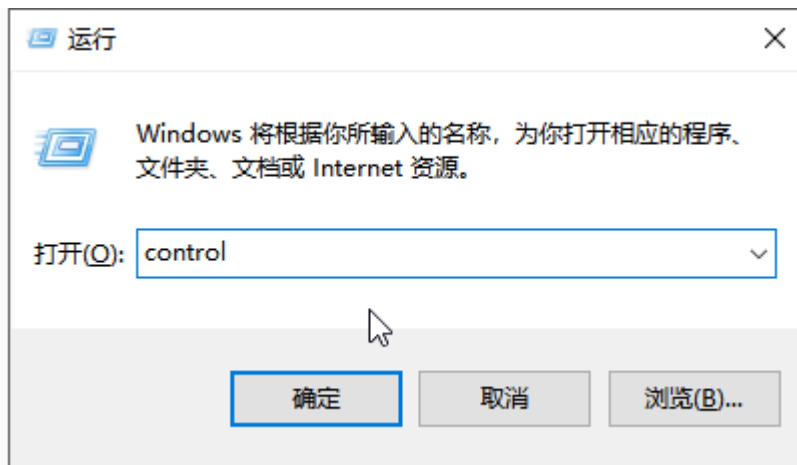 运行
Windows 将根据你所输入的名称，为你打开相应的程序、
文件夹、文档或 Internet 资源。
打开(O): control
确定 取消 浏览(B)...